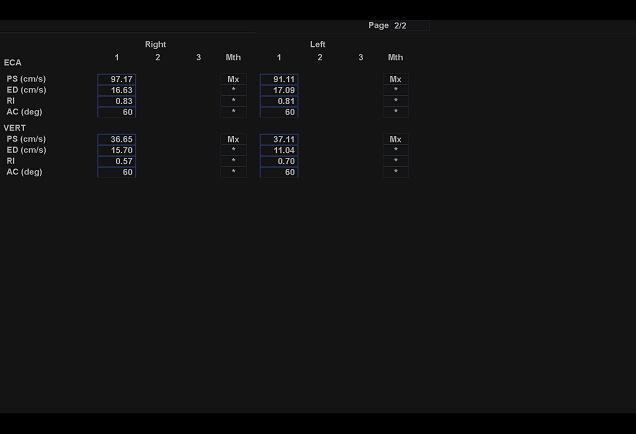 Page 2/2
Right Left
1 2 3 Mth 1 2 3 Mth
ECA
PS (cm/s) 97.17 Mx 91.11 Mx
ED (cm/s) 16.63 * 17.09 *
RI 0.83 * 0.81 *
AC (deg) 60 * 60 *
VERT
PS (cm/s) 36.65 Mx 37.11 Mx
ED (cm/s) 15.70 * 11.04 *
RI 0.57 * 0.70 *
AC (deg) 60 * 60 *